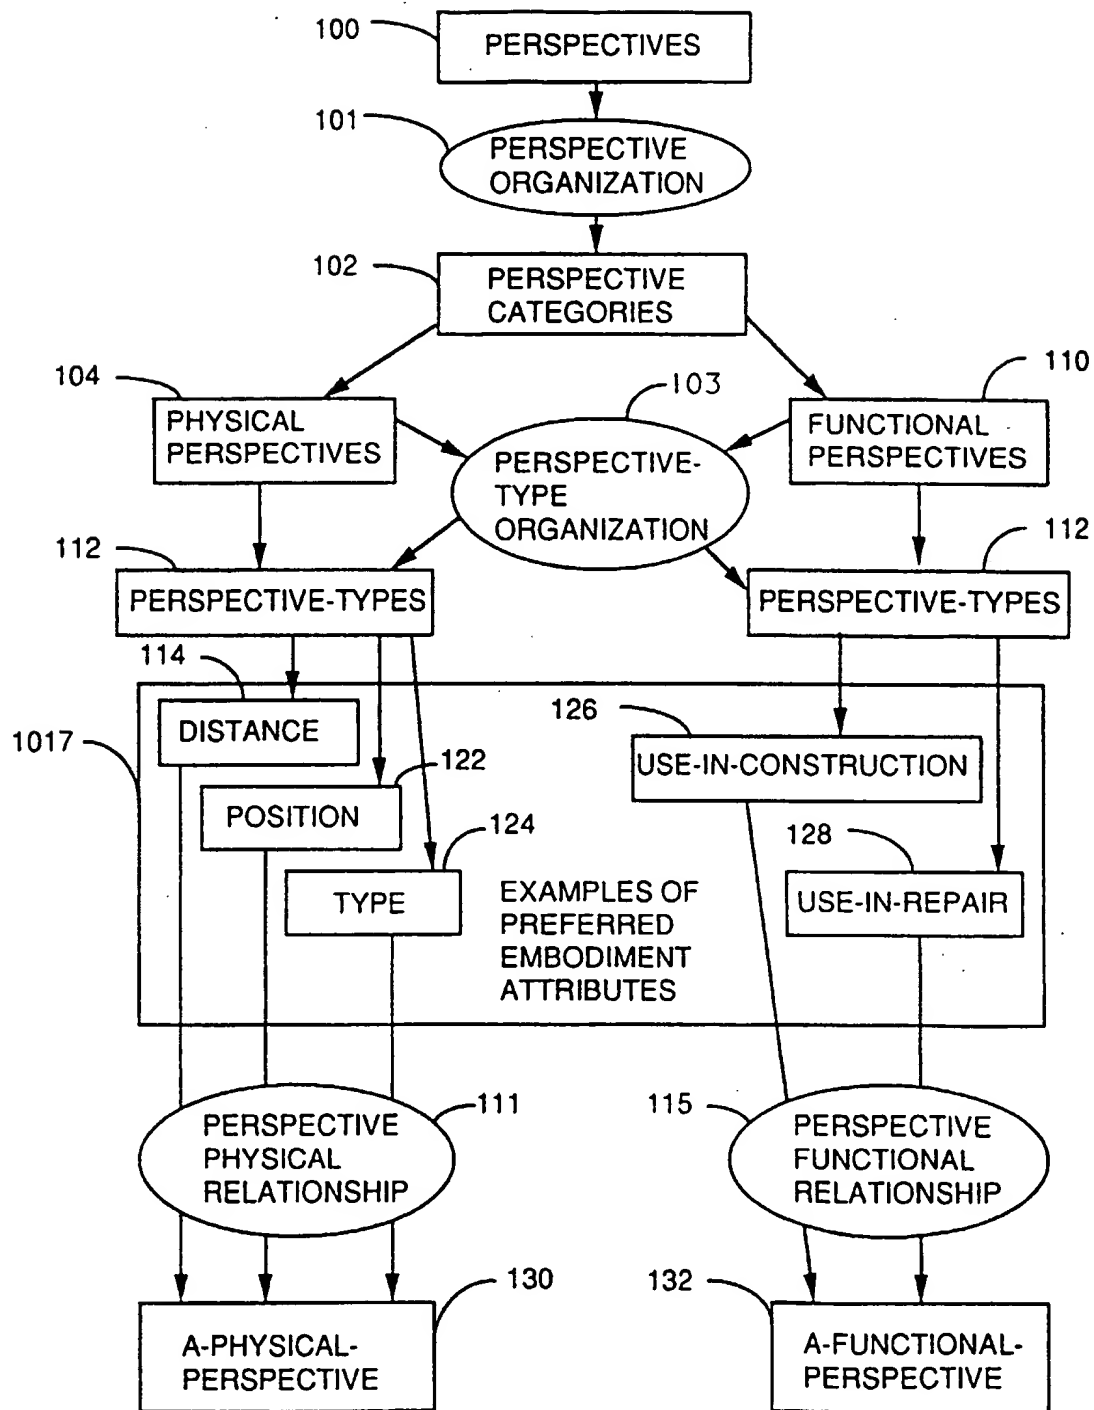 100
PERSPECTIVES
101
PERSPECTIVE
ORGANIZATION
102
PERSPECTIVE
CATEGORIES
104
103
110
PHYSICAL
PERSPECTIVES
PERSPECTIVE-
TYPE
ORGANIZATION
FUNCTIONAL
PERSPECTIVES
112
112
PERSPECTIVE-TYPES
PERSPECTIVE-TYPES
114
DISTANCE
1017
122
POSITION
124
TYPE
126
USE-IN-CONSTRUCTION
128
USE-IN-REPAIR
EXAMPLES OF
PREFERRED
EMBODIMENT
ATTRIBUTES
111
PERSPECTIVE
PHYSICAL
RELATIONSHIP
115
PERSPECTIVE
FUNCTIONAL
RELATIONSHIP
130
A-PHYSICAL-
PERSPECTIVE
132
A-FUNCTIONAL-
PERSPECTIVE